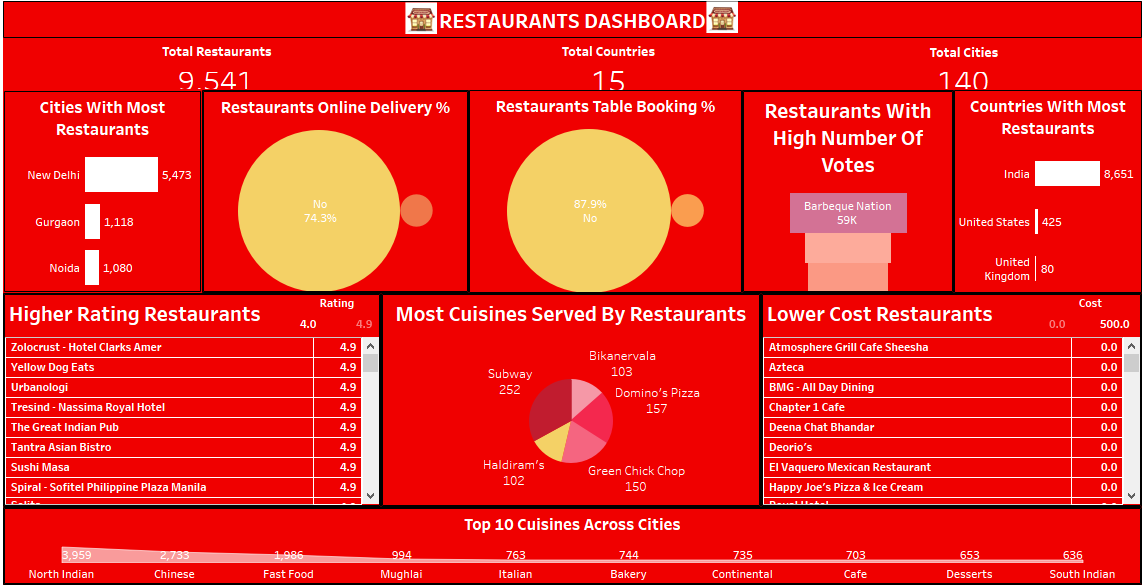 RESTAURANTS DASHBOARD
Total Restaurants
9,541
Total Countries
15
Total Cities
140
Cities With Most
Restaurants
New Delhi 5,473
Gurgaon 1,118
Noida 1,080
Restaurants Online Delivery %
No
74.3%
Restaurants Table Booking %
87.9%
No
Restaurants With
High Number Of
Votes
Barbeque Nation
59K
Countries With Most
Restaurants
India 8,651
United States 425
United
Kingdom 80
Higher Rating Restaurants
Rating
4.0 4.9
Zolocrust - Hotel Clarks Amer 4.9
Yellow Dog Eats 4.9
Urbanologi 4.9
Tresind - Nassima Royal Hotel 4.9
The Great Indian Pub 4.9
Tantra Asian Bistro 4.9
Sushi Masa 4.9
Spiral - Sofitel Philippine Plaza Manila 4.9
Most Cuisines Served By Restaurants
Bikanervala
103
Subway
252
Domino's Pizza
157
Haldiram's
102
Green Chick Chop
150
Lower Cost Restaurants
Cost
0.0 500.0
Atmosphere Grill Cafe Sheesha 0.0
Azteca 0.0
BMG - All Day Dining 0.0
Chapter 1 Cafe 0.0
Deena Chat Bhandar 0.0
Deorio's 0.0
El Vaquero Mexican Restaurant 0.0
Happy Joe's Pizza & Ice Cream 0.0
Top 10 Cuisines Across Cities
3,959 2,733 1,986 994 763 744 735 703 653 636
North Indian Chinese Fast Food Mughlai Italian Bakery Continental Cafe Desserts South Indian